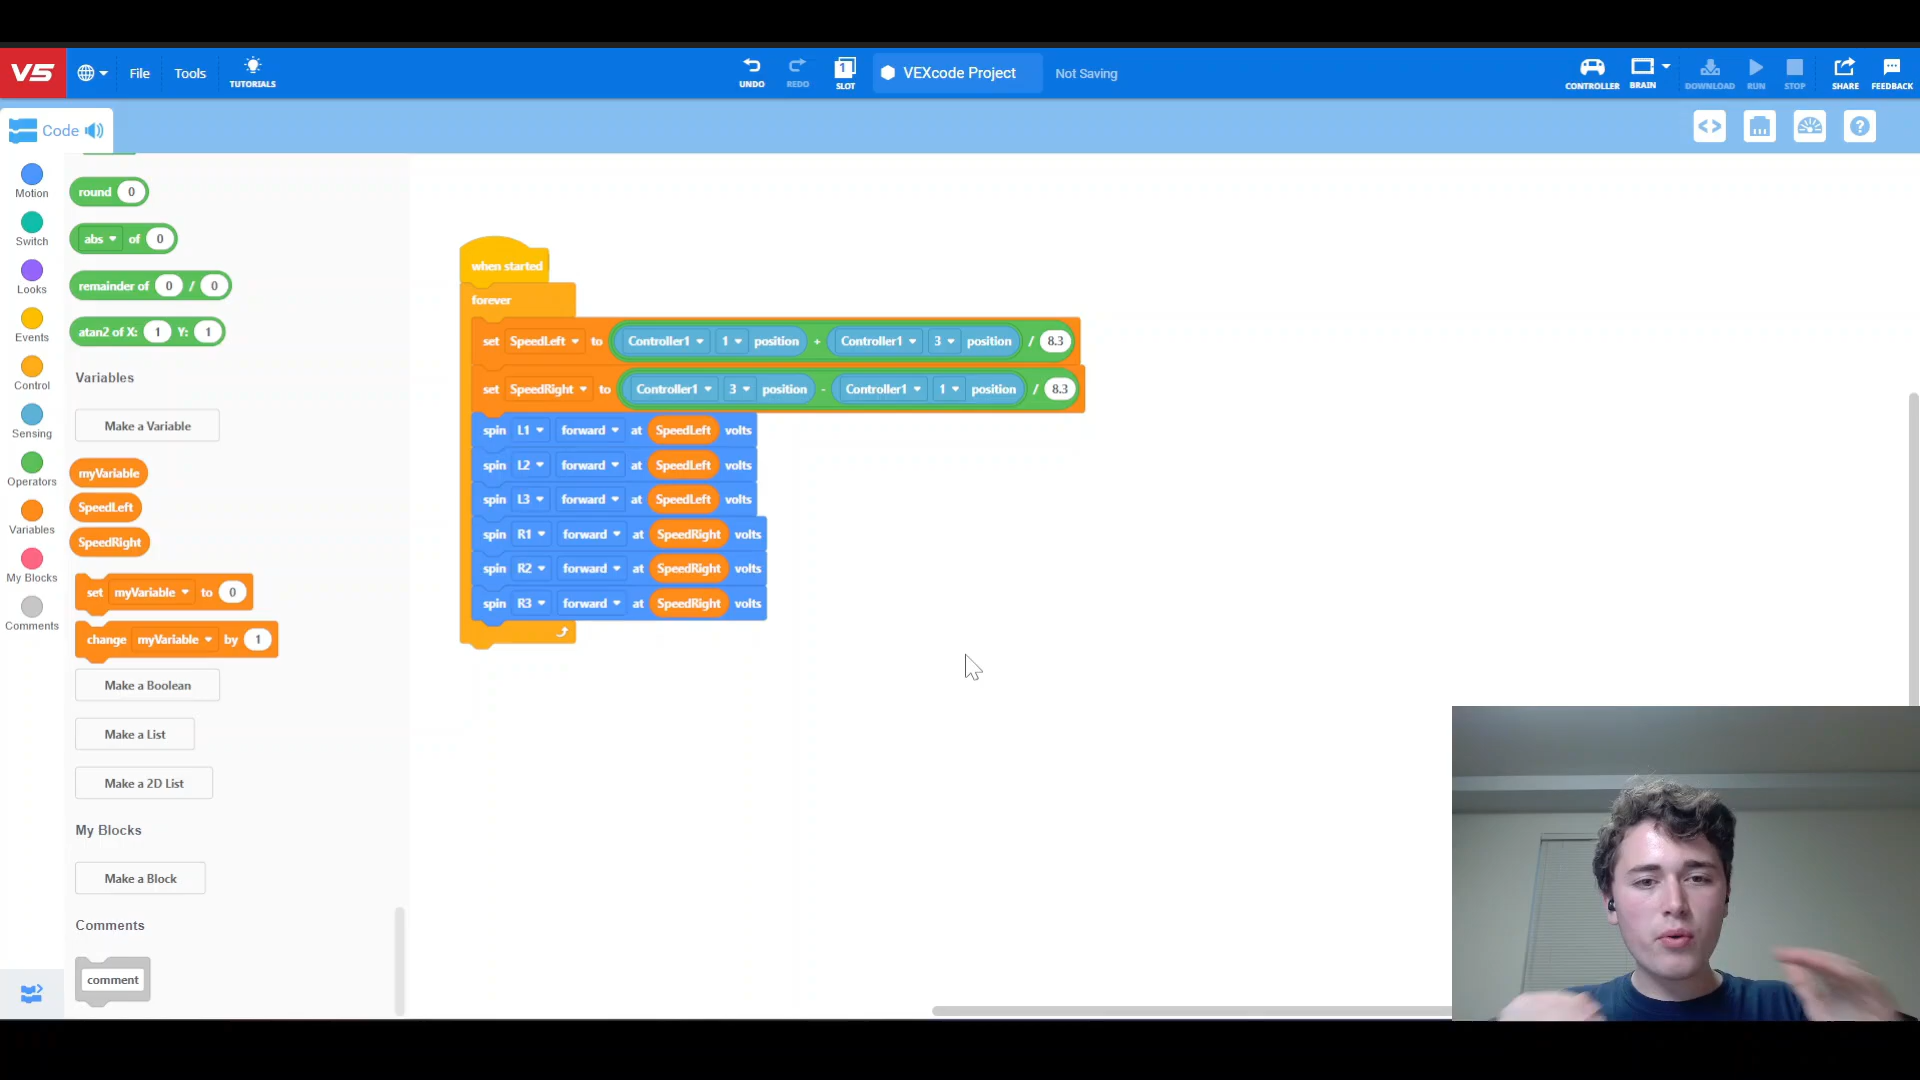 V5 File Tools TUTORIALS UNDO REDO 1 SLOT VEXcode Project Not Saving CONTROLLER BRAIN DOWNLOAD RUN STOP SHARE FEEDBACK
Code <> ?
Motion
Switch
Looks
Events
Control
Sensing
Operators
Variables
My Blocks
Comments
round 0
abs of 0
remainder of 0 / 0
atan2 of X: 1 Y: 1
Variables
Make a Variable
myVariable
SpeedLeft
SpeedRight
set myVariable to 0
change myVariable by 1
Make a Boolean
Make a List
Make a 2D List
My Blocks
Make a Block
Comments
comment
when started
forever
set SpeedLeft to Controller1 1 position + Controller1 3 position / 8.3
set SpeedRight to Controller1 3 position - Controller1 1 position / 8.3
spin L1 forward at SpeedLeft volts
spin L2 forward at SpeedLeft volts
spin L3 forward at SpeedLeft volts
spin R1 forward at SpeedRight volts
spin R2 forward at SpeedRight volts
spin R3 forward at SpeedRight volts